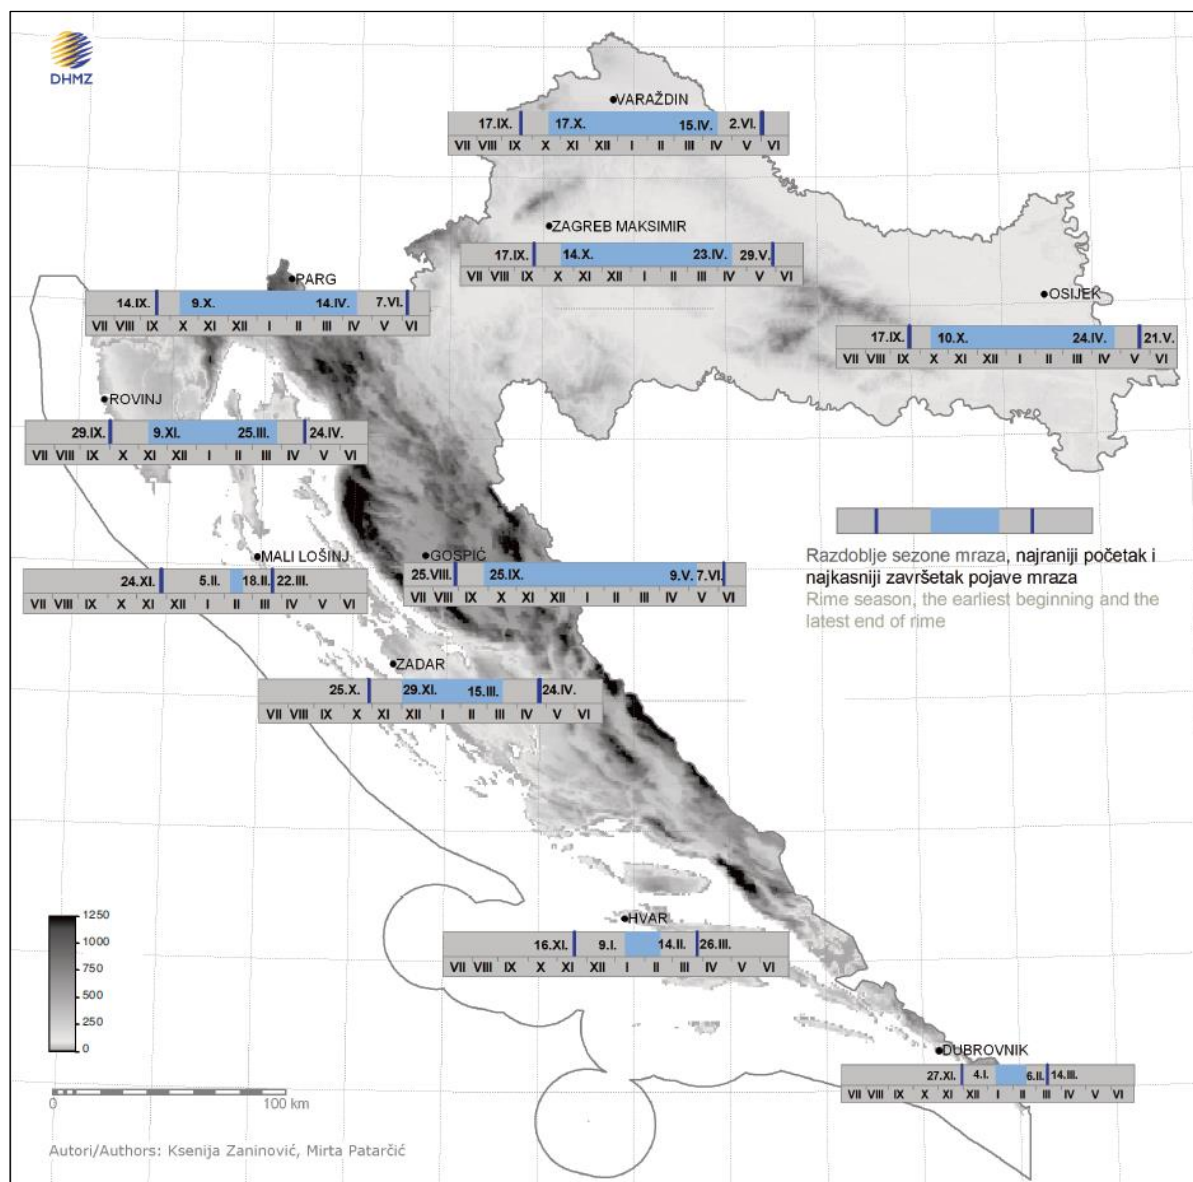 DHMZ
VARAŽDIN
17.IX. 17.X. 15.IV. 2.VI.
VII VIII IX X XI XII I II III IV V VI
ZAGREB MAKSIMIR
17.IX. 14.X. 23.IV. 29.V.
VII VIII IX X XI XII I II III IV V VI
PARG
14.IX. 9.X. 14.IV. 7.VI.
VII VIII IX X XI XII I II III IV V VI
OSIJEK
17.IX. 10.X. 24.IV. 21.V.
VII VIII IX X XI XII I II III IV V VI
ROVINJ
29.IX. 9.XI. 25.III. 24.IV.
VII VIII IX X XI XII I II III IV V VI
Razdoblje sezone mraza, najraniji početak i
najkasniji završetak pojave mraza
Rime season, the earliest beginning and the
latest end of rime
MALI LOŠINJ
24.XI. 5.II. 18.II. 22.III.
VII VIII IX X XI XII I II III IV V VI
GOSPIĆ
25.VIII. 25.IX. 9.V. 7.VI.
VII VIII IX X XI XII I II III IV V VI
ZADAR
25.X. 29.XI. 15.III. 24.IV.
VII VIII IX X XI XII I II III IV V VI
HVAR
16.XI. 9.I. 14.II. 26.III.
VII VIII IX X XI XII I II III IV V VI
DUBROVNIK
27.XI. 4.I. 6.II. 14.III.
VII VIII IX X XI XII I II III IV V VI
1250
1000
750
500
250
0
0 100 km
Autori/Authors: Ksenija Zaninović, Mirta Patarčić